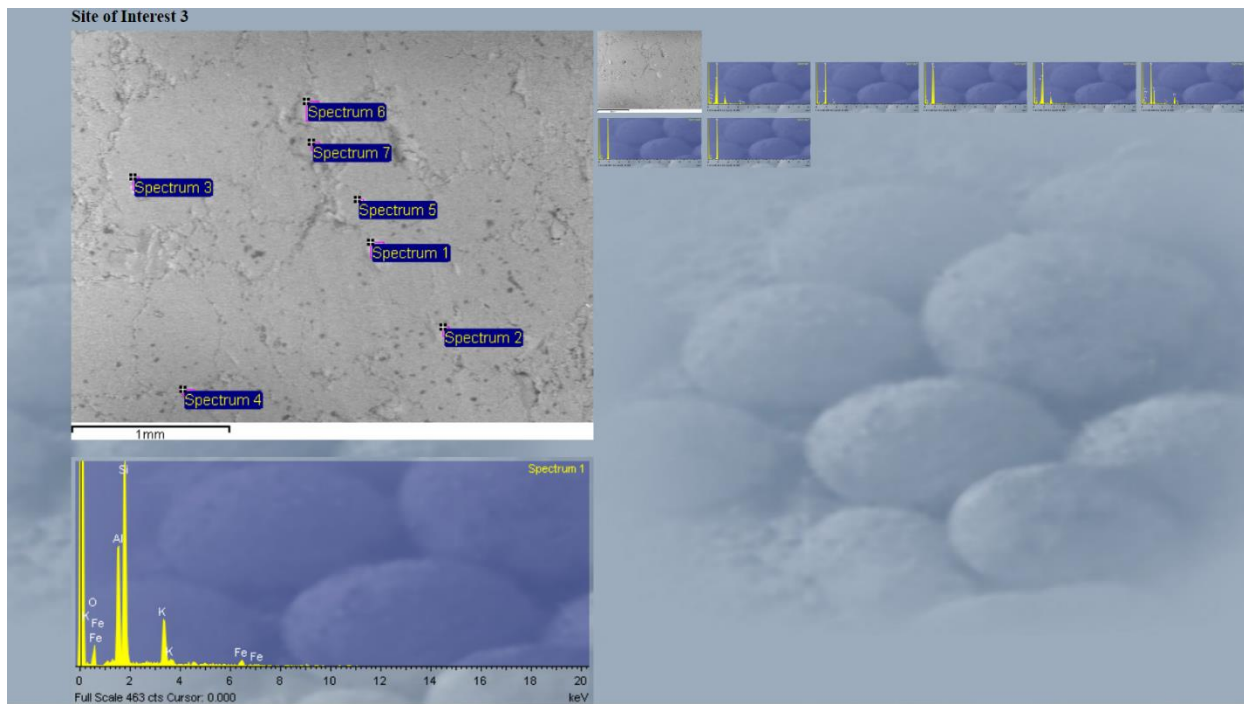 Site of Interest 3
Spectrum 6
Spectrum 7
Spectrum 3
Spectrum 5
Spectrum 1
Spectrum 2
Spectrum 4
1mm
Spectrum 1
Si
Al
O
K
Fe
Fe
K
K
Fe
Fe
0 2 4 6 8 10 12 14 16 18 20
Full Scale 463 cts Cursor: 0.000 keV